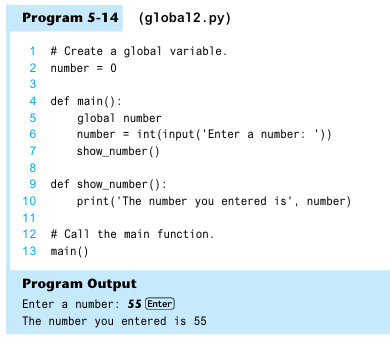 Program 5-14 (global2.py)
1 # Create a global variable.
2 number = 0
3
4 def main():
5     global number
6     number = int(input('Enter a number: '))
7     show_number()
8
9 def show_number():
10     print('The number you entered is', number)
11
12 # Call the main function.
13 main()
Program Output
Enter a number: 55 Enter
The number you entered is 55